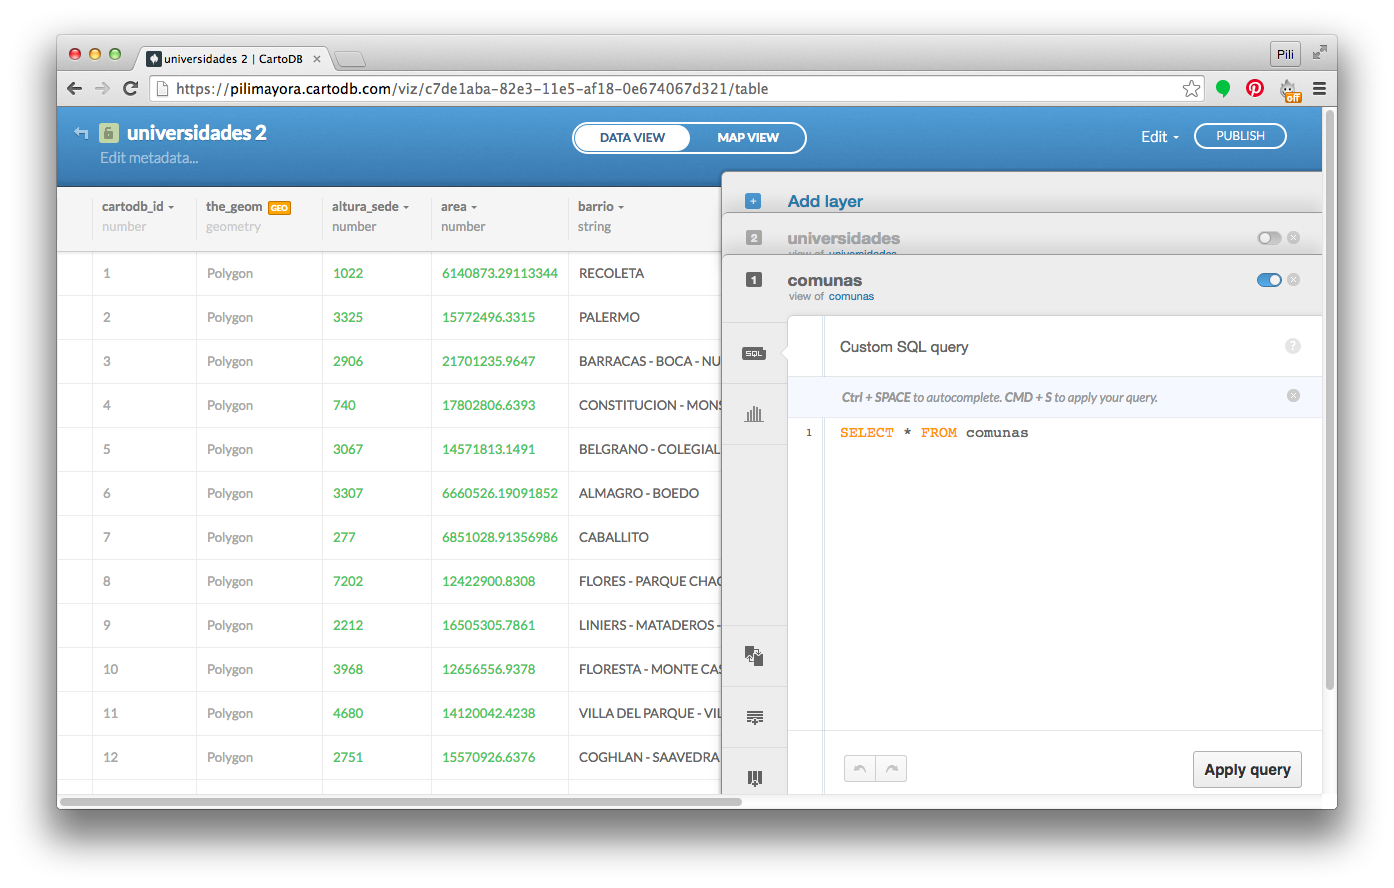 universidades 2 | CartoDB
Pili
https://pilimayora.cartodb.com/viz/c7de1aba-82e3-11e5-af18-0e674067d321/table
off
universidades 2
Edit metadata...
DATA VIEW
MAP VIEW
Edit
PUBLISH
cartodb_id the_geom GEO altura_sede area barrio
number geometry number number string
1 Polygon 1022 6140873.29113344 RECOLETA
2 Polygon 3325 15772496.3315 PALERMO
3 Polygon 2906 21701235.9647 BARRACAS - BOCA - NU
4 Polygon 740 17802806.6393 CONSTITUCION - MONS
5 Polygon 3067 14571813.1491 BELGRANO - COLEGIAL
6 Polygon 3307 6660526.19091852 ALMAGRO - BOEDO
7 Polygon 277 6851028.91356986 CABALLITO
8 Polygon 7202 12422900.8308 FLORES - PARQUE CHAC
9 Polygon 2212 16505305.7861 LINIERS - MATADEROS -
10 Polygon 3968 12656556.9378 FLORESTA - MONTE CAS
11 Polygon 4680 14120042.4238 VILLA DEL PARQUE - VIL
12 Polygon 2751 15570926.6376 COGHLAN - SAAVEDRA
+ Add layer
2 universidades
view of universidades
1 comunas
view of comunas
SQL
Custom SQL query
?
Ctrl + SPACE to autocomplete. CMD + S to apply your query.
1 SELECT * FROM comunas
Apply query